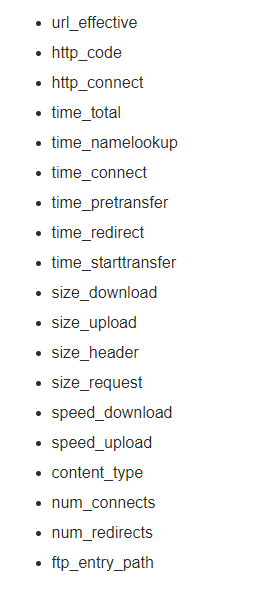 url_effective
http_code
http_connect
time_total
time_namelookup
time_connect
time_pretransfer
time_redirect
time_starttransfer
size_download
size_upload
size_header
size_request
speed_download
speed_upload
content_type
num_connects
num_redirects
ftp_entry_path